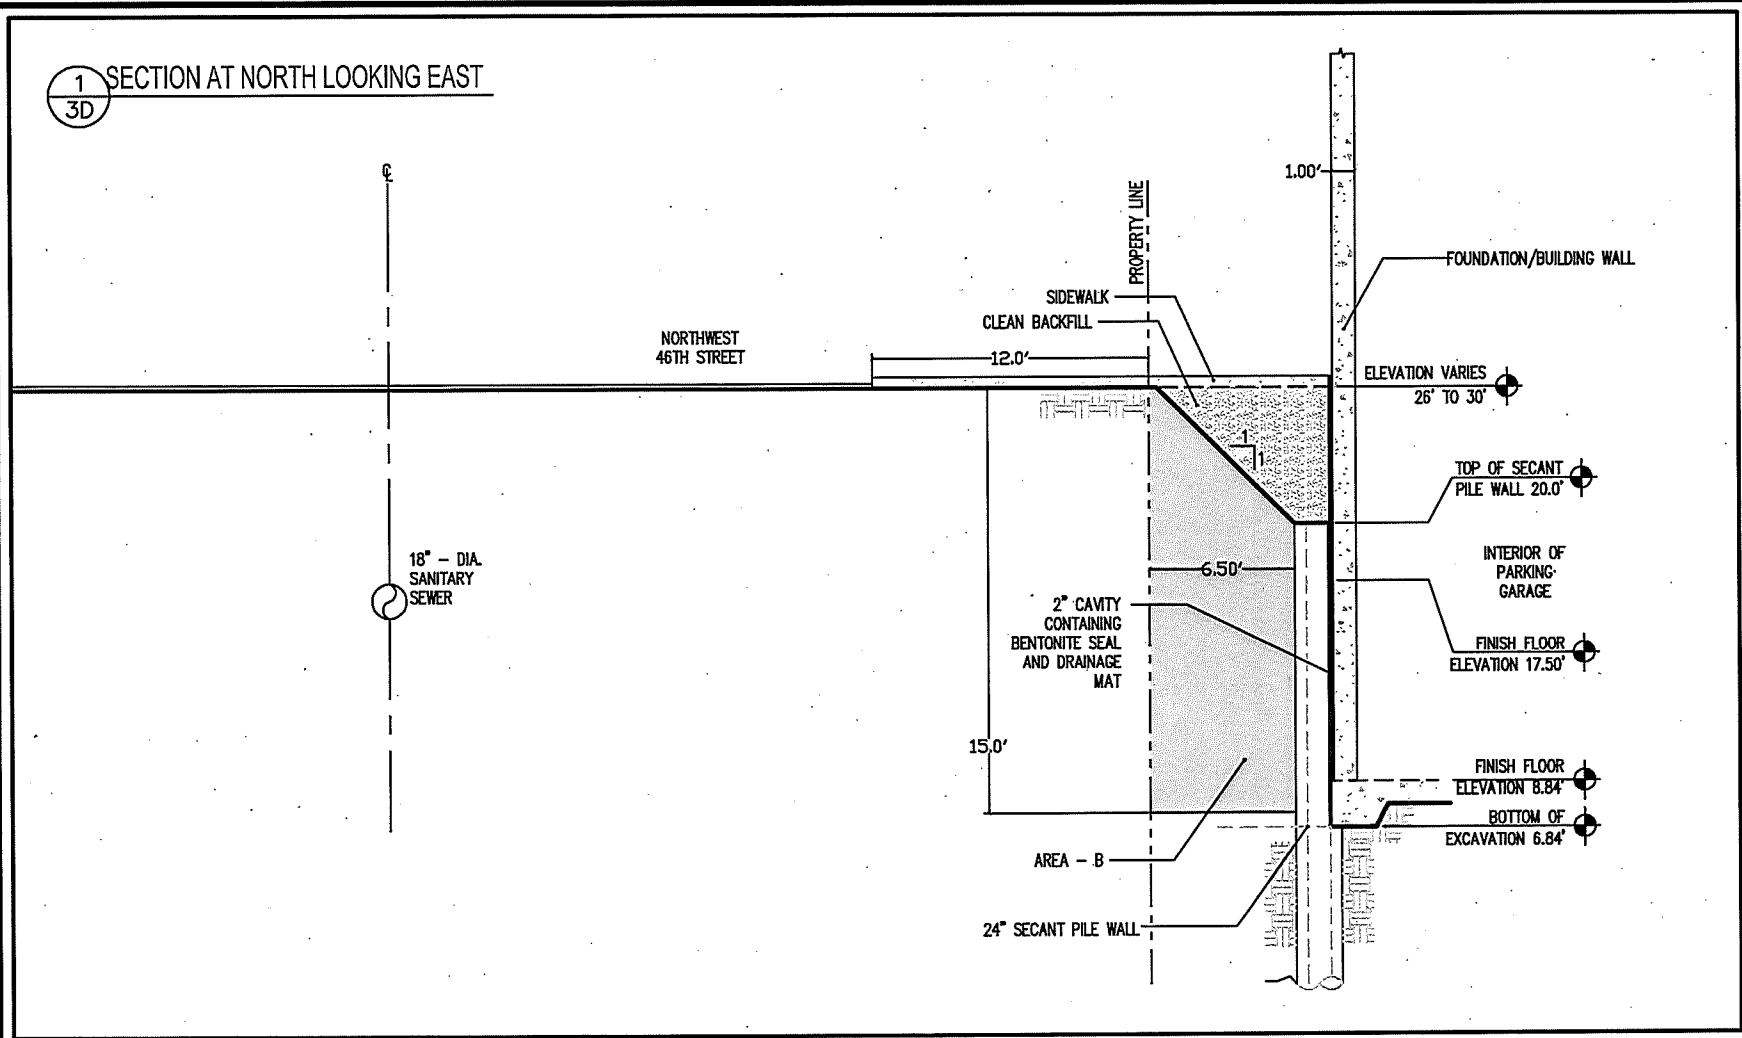 1
3D
SECTION AT NORTH LOOKING EAST
℄
PROPERTY LINE
1.00'
FOUNDATION/BUILDING WALL
SIDEWALK
CLEAN BACKFILL
NORTHWEST
46TH STREET
12.0'
ELEVATION VARIES
26' TO 30'
1
1
TOP OF SECANT
PILE WALL 20.0'
18" - DIA.
SANITARY
SEWER
6.50'
INTERIOR OF
PARKING
GARAGE
2" CAVITY
CONTAINING
BENTONITE SEAL
AND DRAINAGE
MAT
FINISH FLOOR
ELEVATION 17.50'
15.0'
FINISH FLOOR
ELEVATION 8.84'
BOTTOM OF
EXCAVATION 6.84'
AREA - B
24" SECANT PILE WALL